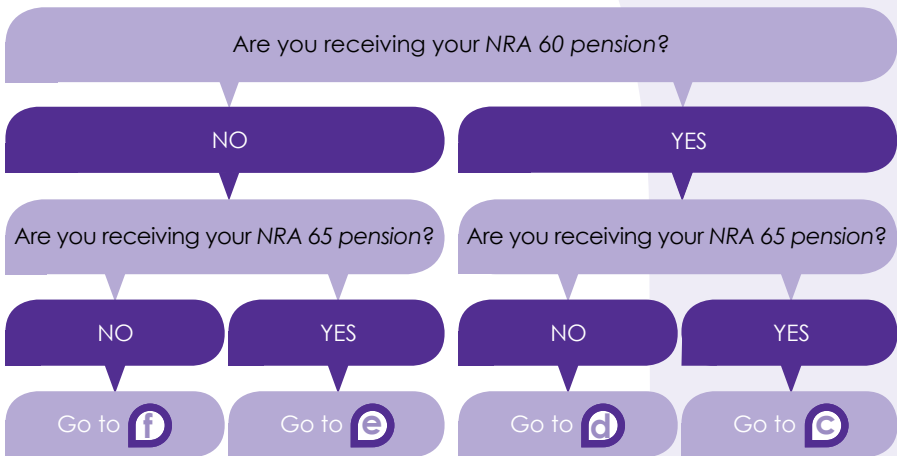 Are you receiving your NRA 60 pension?
NO
YES
Are you receiving your NRA 65 pension?
Are you receiving your NRA 65 pension?
NO
YES
NO
YES
Go to f
Go to e
Go to d
Go to c